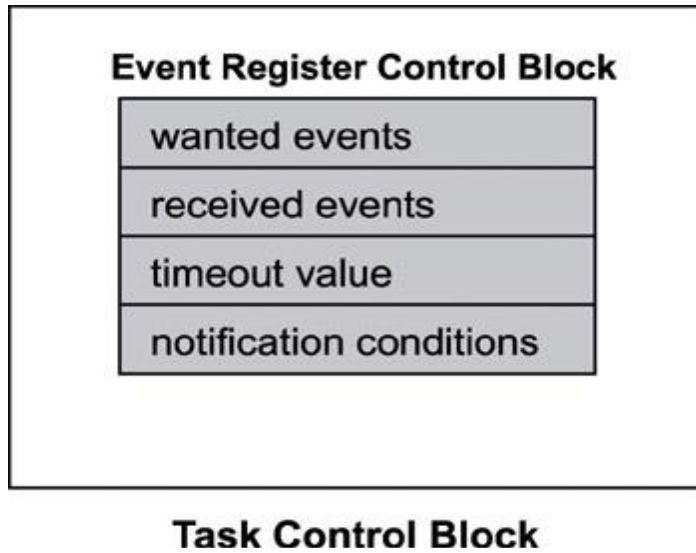 Event Register Control Block
wanted events
received events
timeout value
notification conditions
Task Control Block